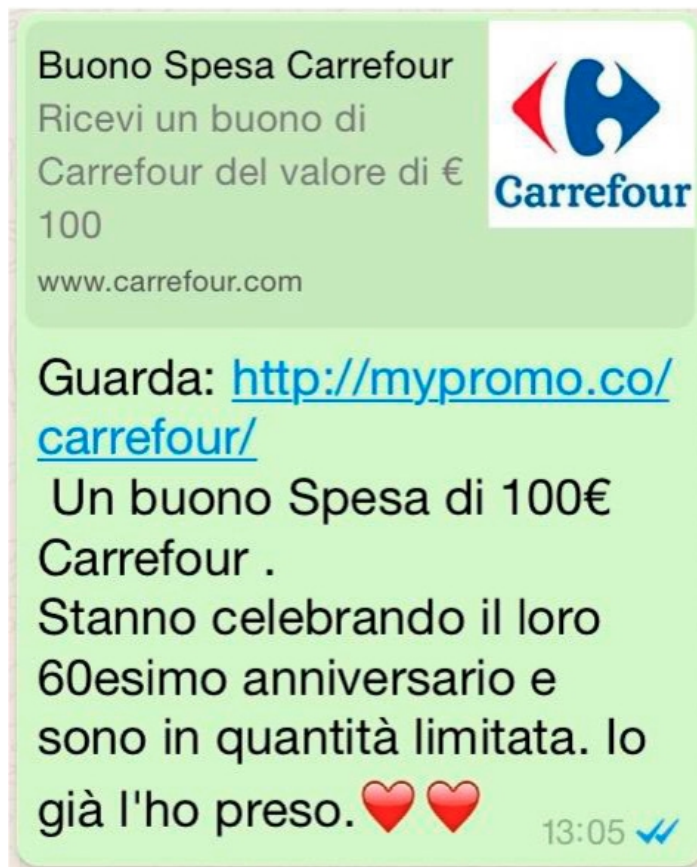 Buono Spesa Carrefour
Ricevi un buono di
Carrefour del valore di €
100
www.carrefour.com
Carrefour
Guarda: http://mypromo.co/
carrefour/
Un buono Spesa di 100€
Carrefour .
Stanno celebrando il loro
60esimo anniversario e
sono in quantità limitata. Io
già l'ho preso.❤️❤️
13:05